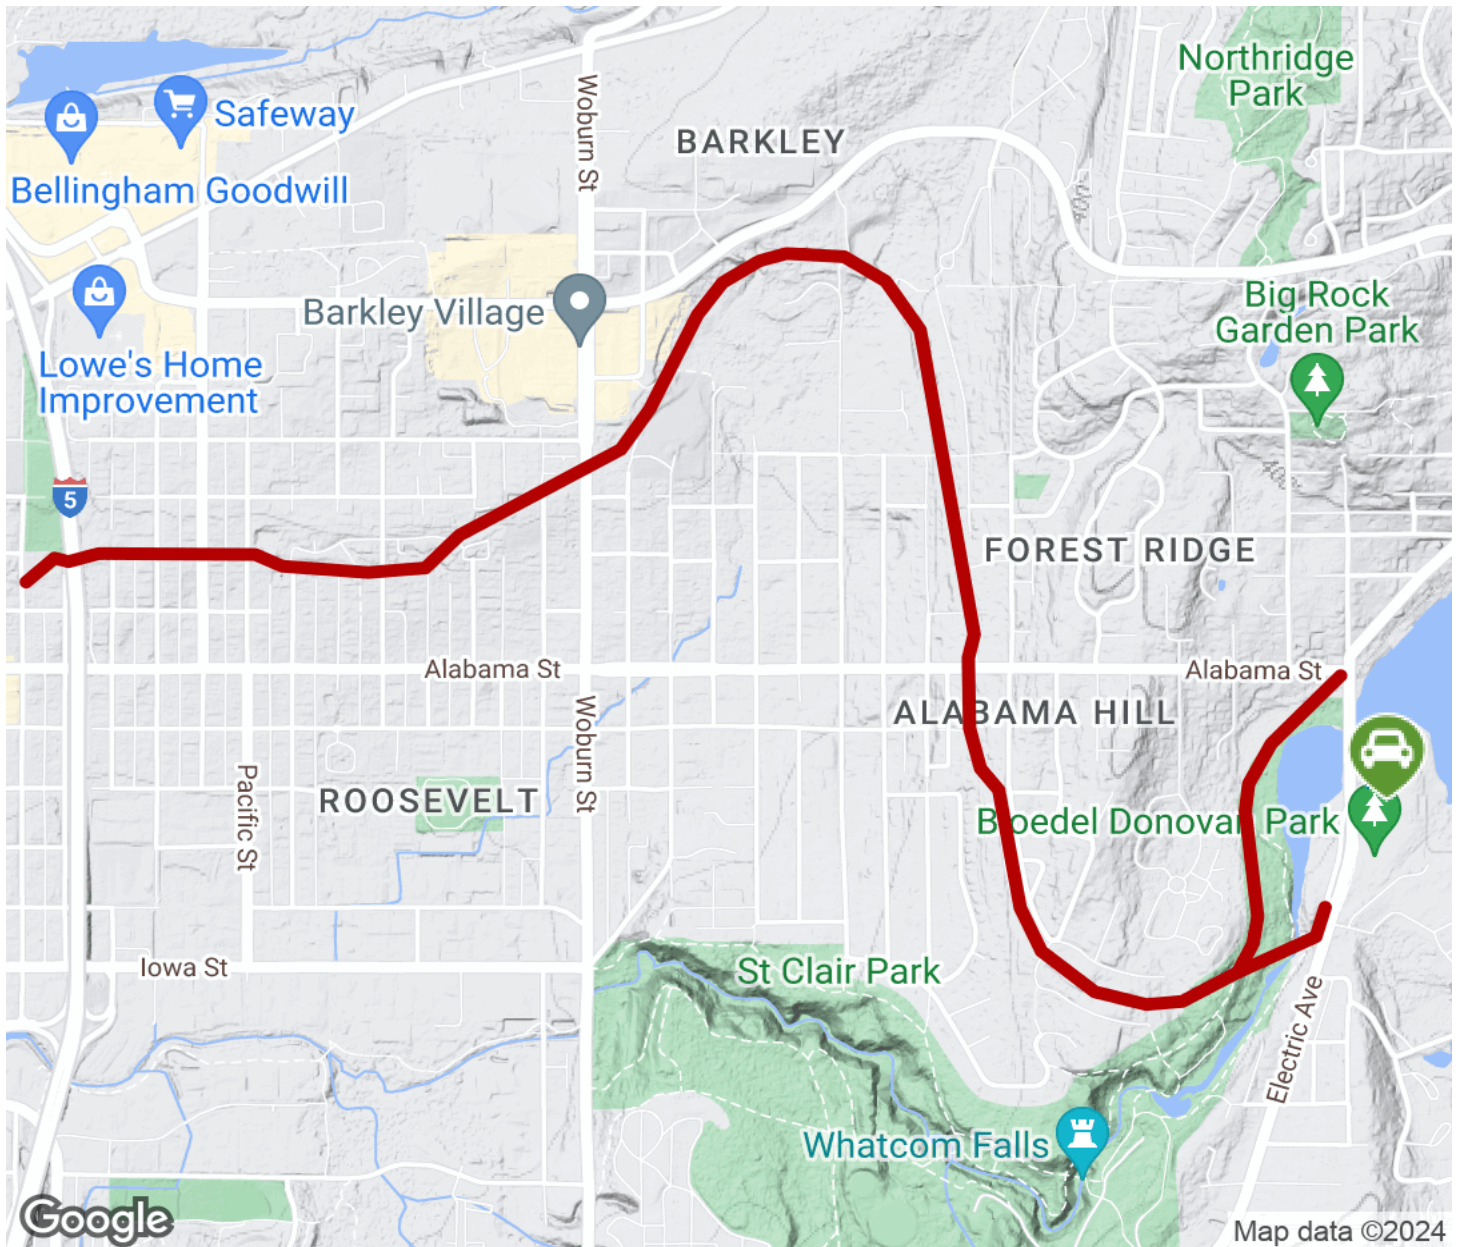 Northridge
Park
Safeway
Woburn St
BARKLEY
Bellingham Goodwill
Big Rock
Garden Park
Barkley Village
Lowe's Home
Improvement
400
5
FOREST RIDGE
Alabama St
Alabama St
ALABAMA HILL
Woburn St
Pacific St
ROOSEVELT
Bloedel Donovan Park
Iowa St
St Clair Park
Electric Ave
Whatcom Falls
Google
Map data ©2024